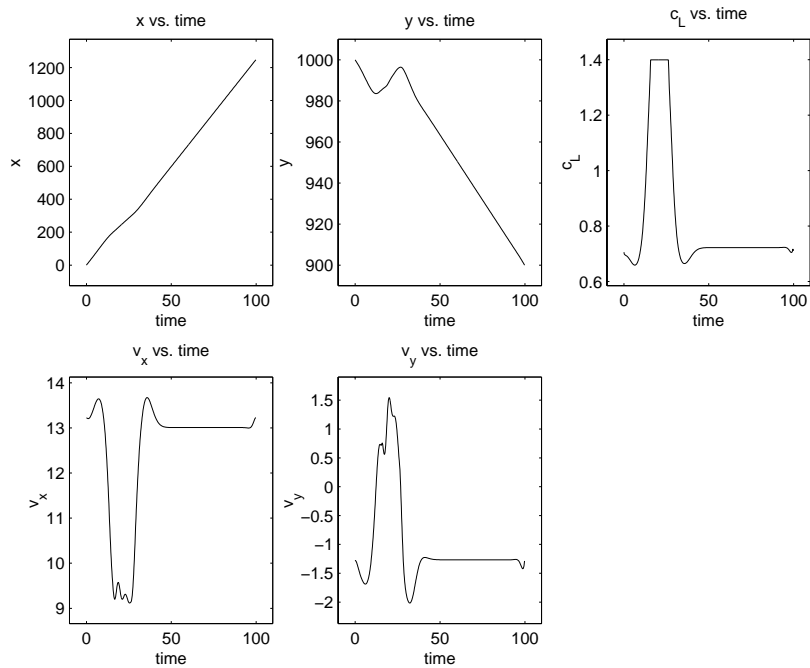 x vs. time
1200
1000
800
600
400
200
0
x
0 50 100
time
y vs. time
1000
980
960
940
920
900
y
0 50 100
time
c_L vs. time
1.4
1.2
1
0.8
0.6
c_L
0 50 100
time
v_x vs. time
14
13
12
11
10
9
v_x
0 50 100
time
v_y vs. time
1.5
1
0.5
0
−0.5
−1
−1.5
−2
v_y
0 50 100
time